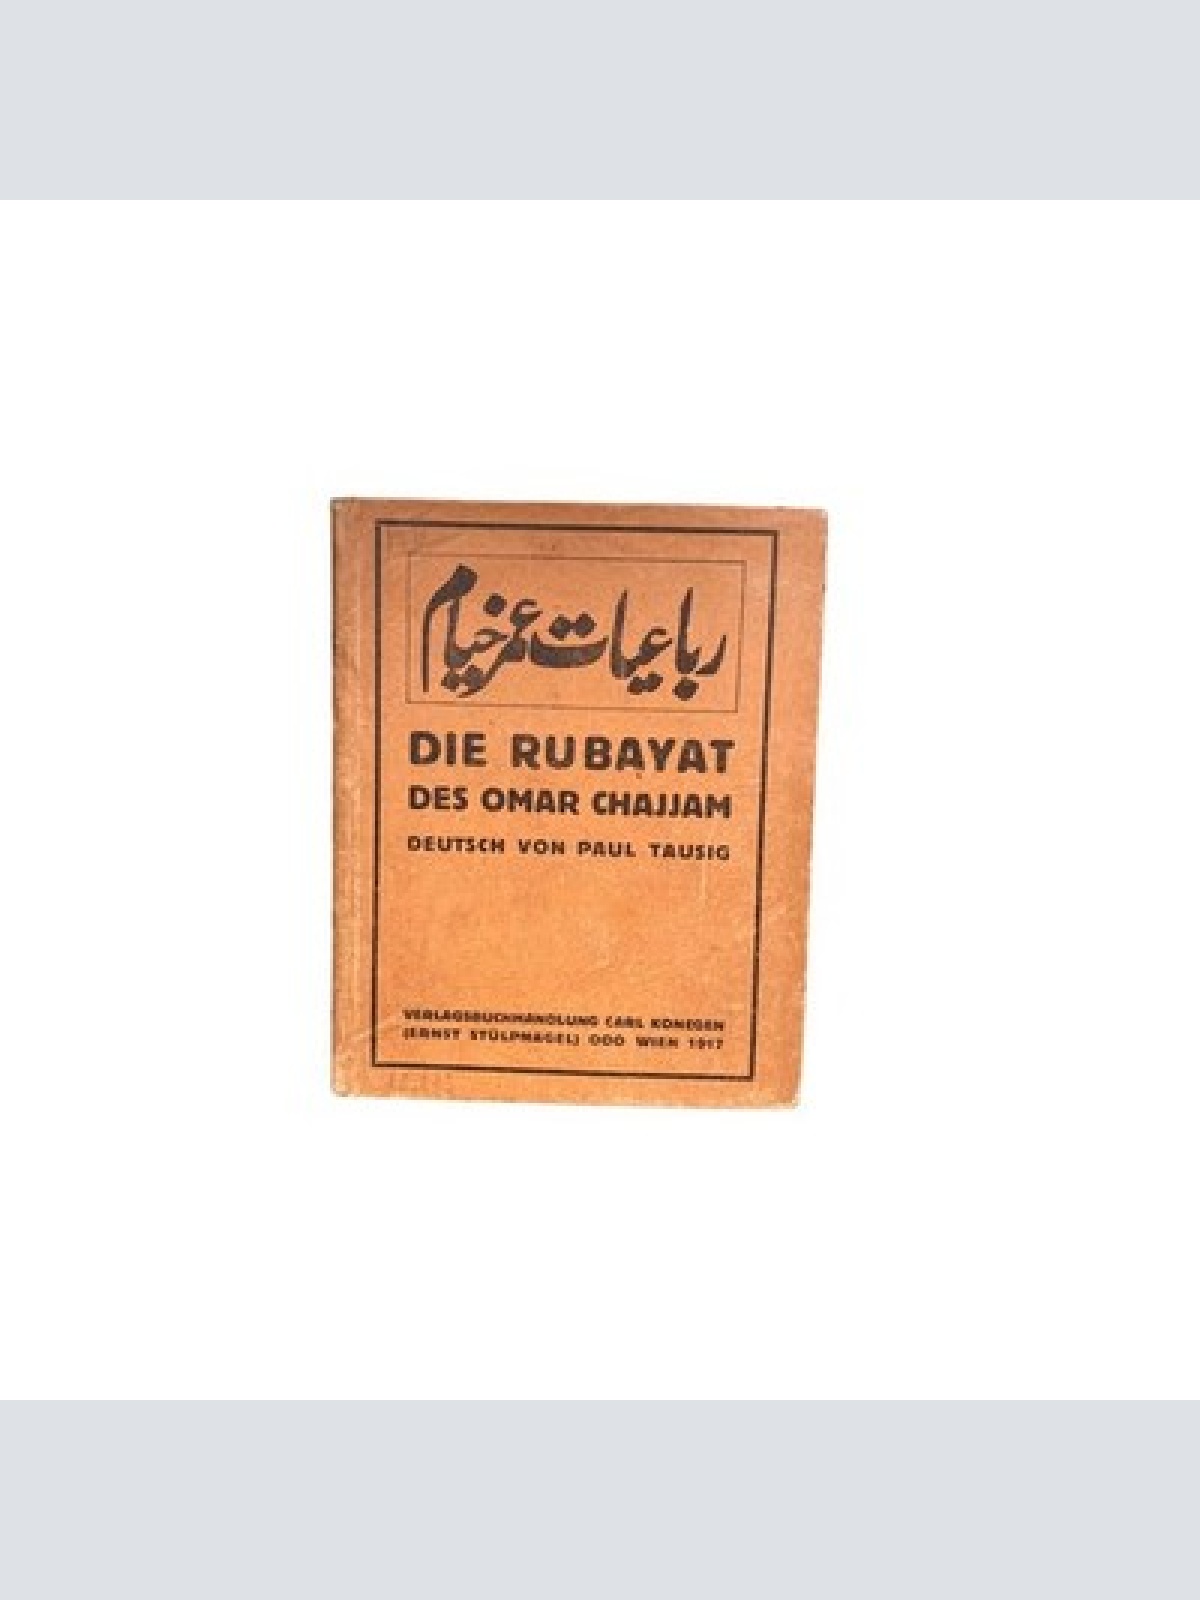 رباعیات عمر خیام
DIE RUBAYAT
DES OMAR CHAJJAM
DEUTSCH VON PAUL TAUSIG
VERLAGSBUCHHANDLUNG CARL KONEGEN
(ERNST STÜLPNAGEL) OOO WIEN 1917